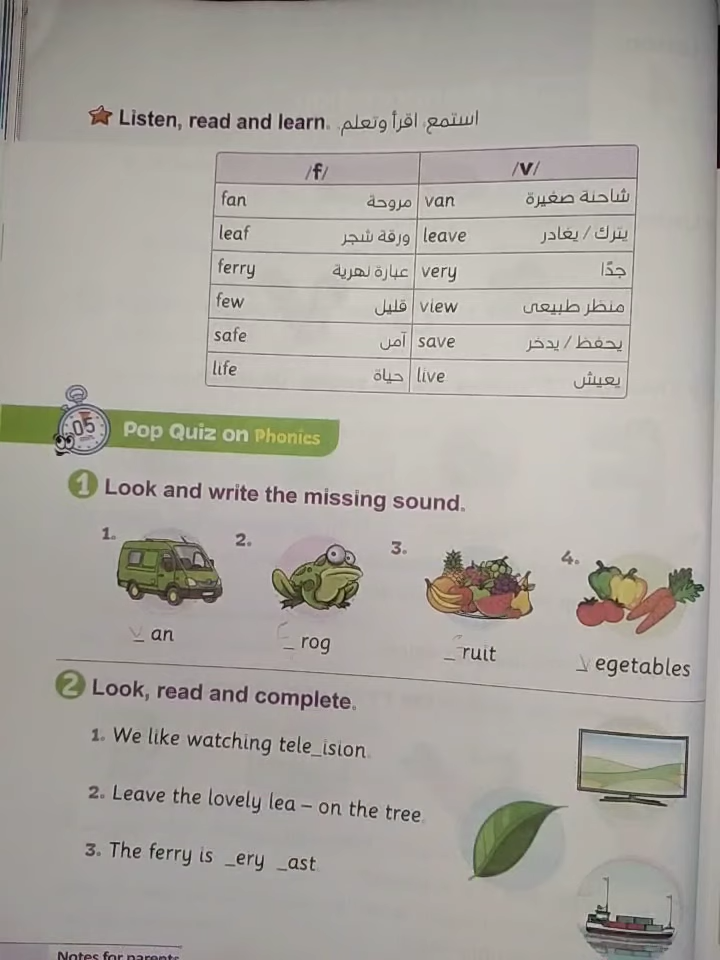 Listen, read and learn. استمع، اقرأ وتعلم.
/f/ /v/
fan مروحة van شاحنة صغيرة
leaf ورقة شجر leave يترك / يغادر
ferry عبارة نهرية very جدًا
few قليل view منظر طبيعى
safe آمن save يحفظ / يدخر
life حياة live يعيش
05
Pop Quiz on Phonics
1 Look and write the missing sound.
1. 2. 3. 4.
v an
f rog
f ruit
v egetables
2 Look, read and complete.
1. We like watching tele_ision.
2. Leave the lovely lea – on the tree.
3. The ferry is _ery _ast.
Notes for parents